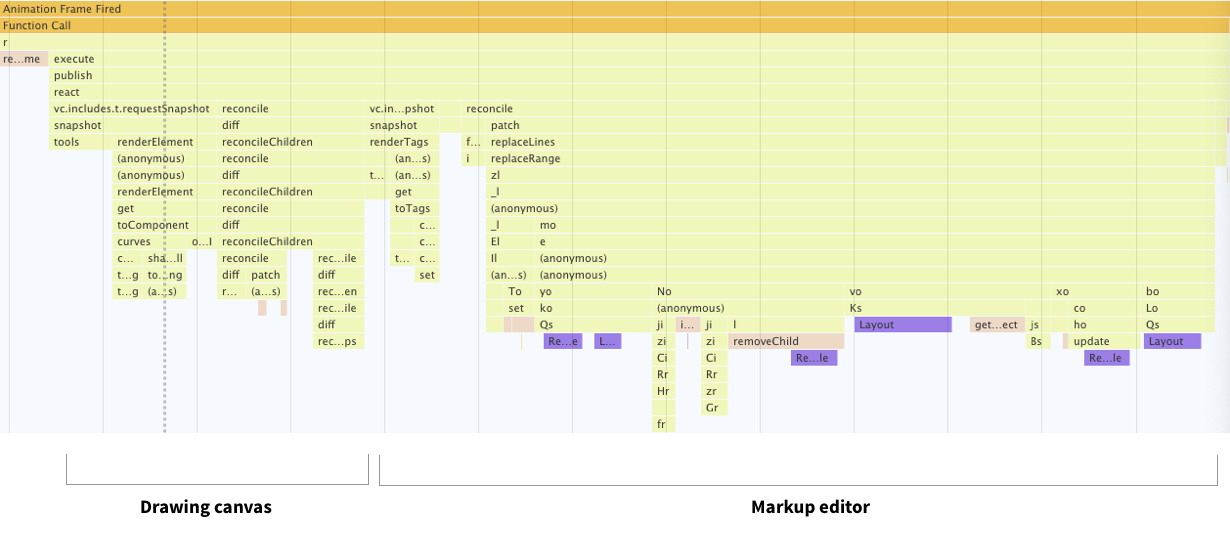 Animation Frame Fired
Function Call
r
re...me execute
publish
react
vc.includes.t.requestSnapshot reconcile vc.in...pshot reconcile
snapshot diff snapshot patch
tools renderElement reconcileChildren renderTags f... replaceLines
(anonymous) reconcile (an...s) i replaceRange
(anonymous) diff t... (an...s) zl
renderElement reconcileChildren get _l
get reconcile toTags (anonymous)
toComponent diff c... _l mo
curves o...l reconcileChildren c... El e
c... sha...ll reconcile rec...ile t... c... ll (anonymous)
t...g to...ng diff patch diff set (an...s) (anonymous)
t...g (a...s) r... (a...s) rec...en To yo No vo xo bo
rec...ile set ko (anonymous) Ks co Lo
diff Qs ji i... ji l Layout get...ect js ho Qs
rec...ps Re...e L... zi zi removeChild Bs update Layout
Ci Ci Re...le Re...le
Rr Rr
Hr zr
Gr
fr
Drawing canvas Markup editor